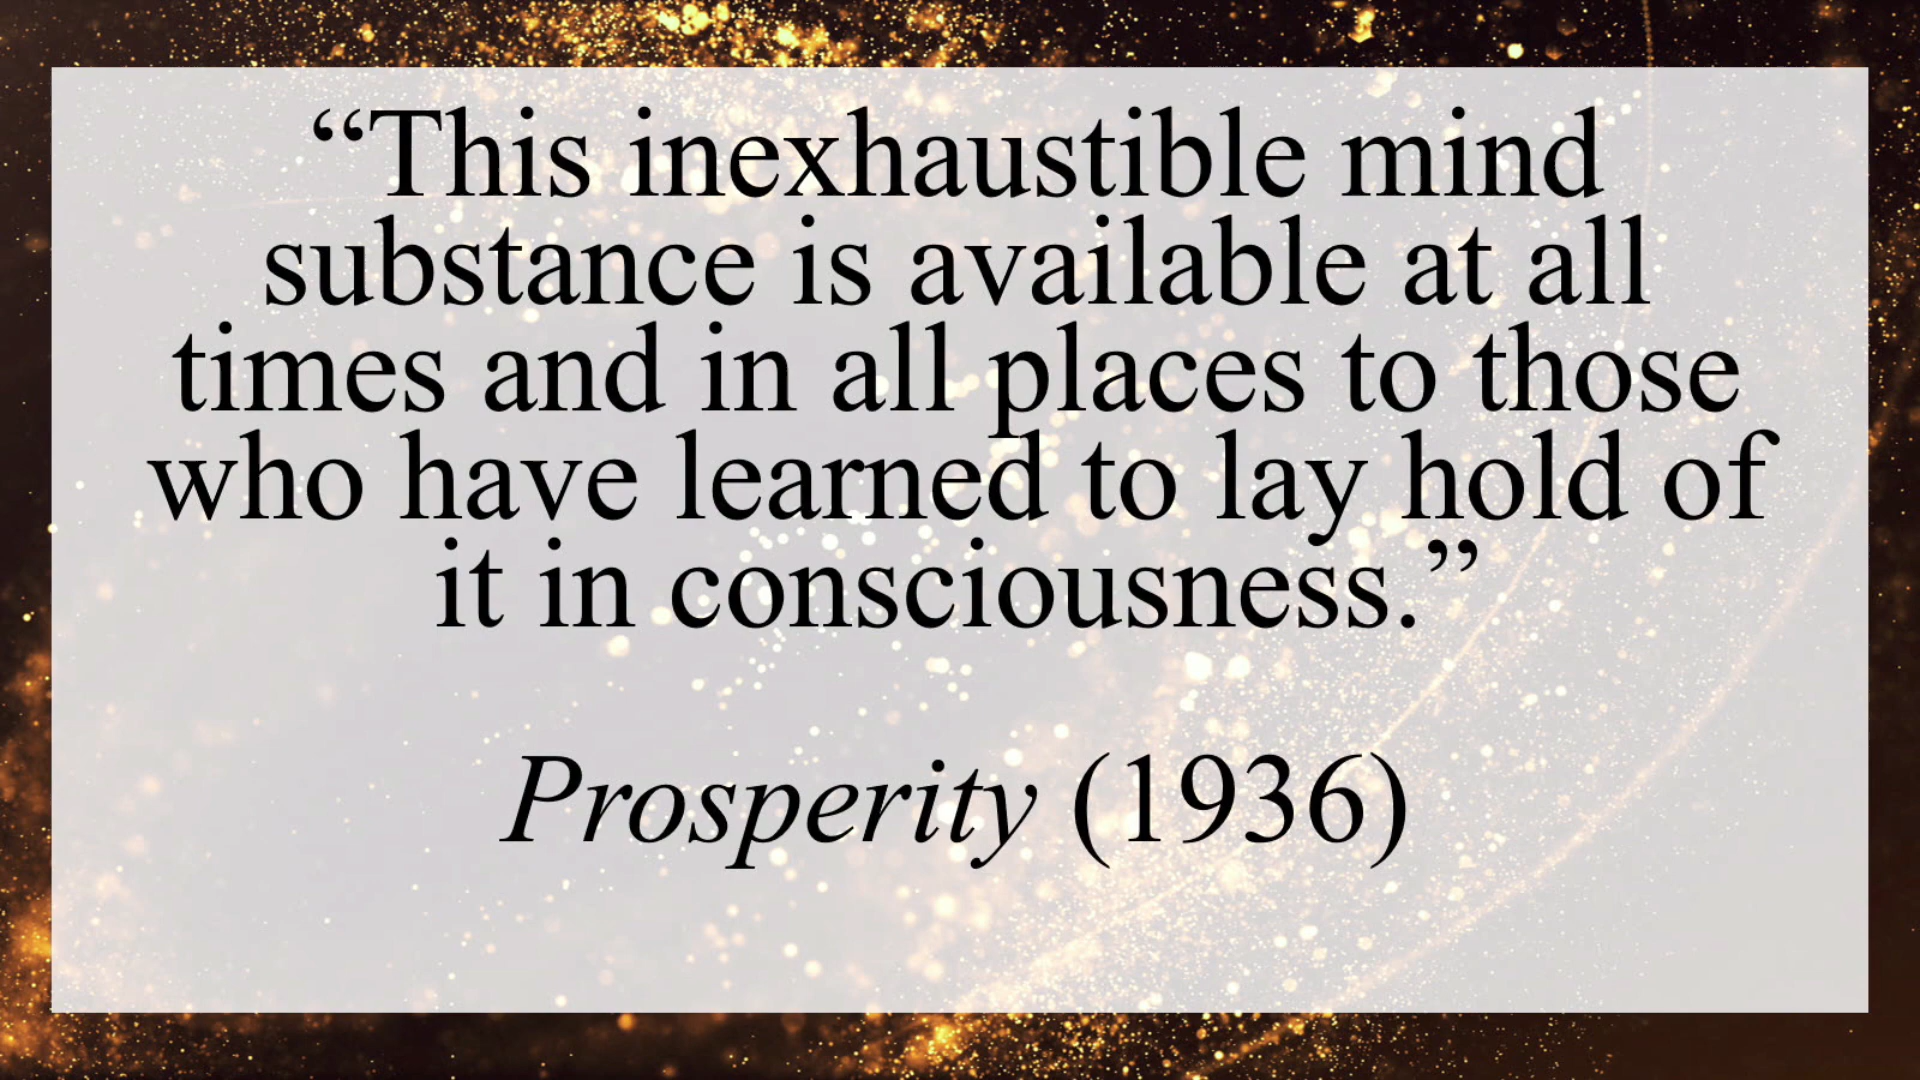 “This inexhaustible mind
substance is available at all
times and in all places to those
who have learned to lay hold of
it in consciousness.”
Prosperity (1936)